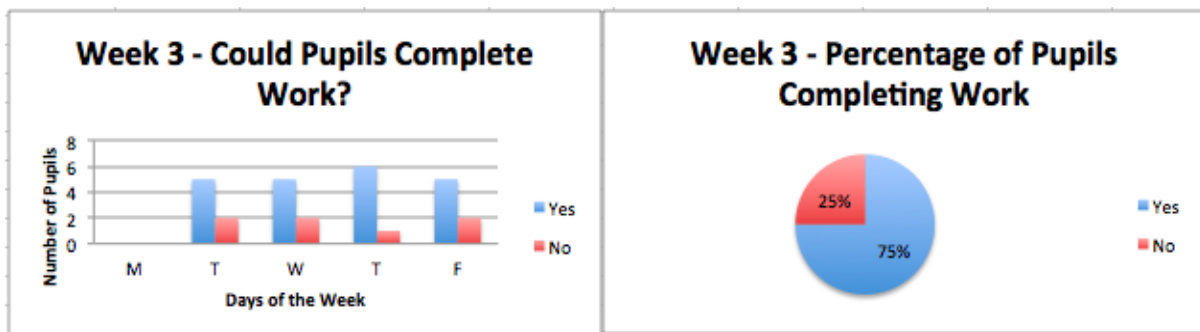 Week 3 - Could Pupils Complete
Work?
Number of Pupils
8
6
4
2
0
M T W T F
Days of the Week
Yes
No
Week 3 - Percentage of Pupils
Completing Work
25%
75%
Yes
No